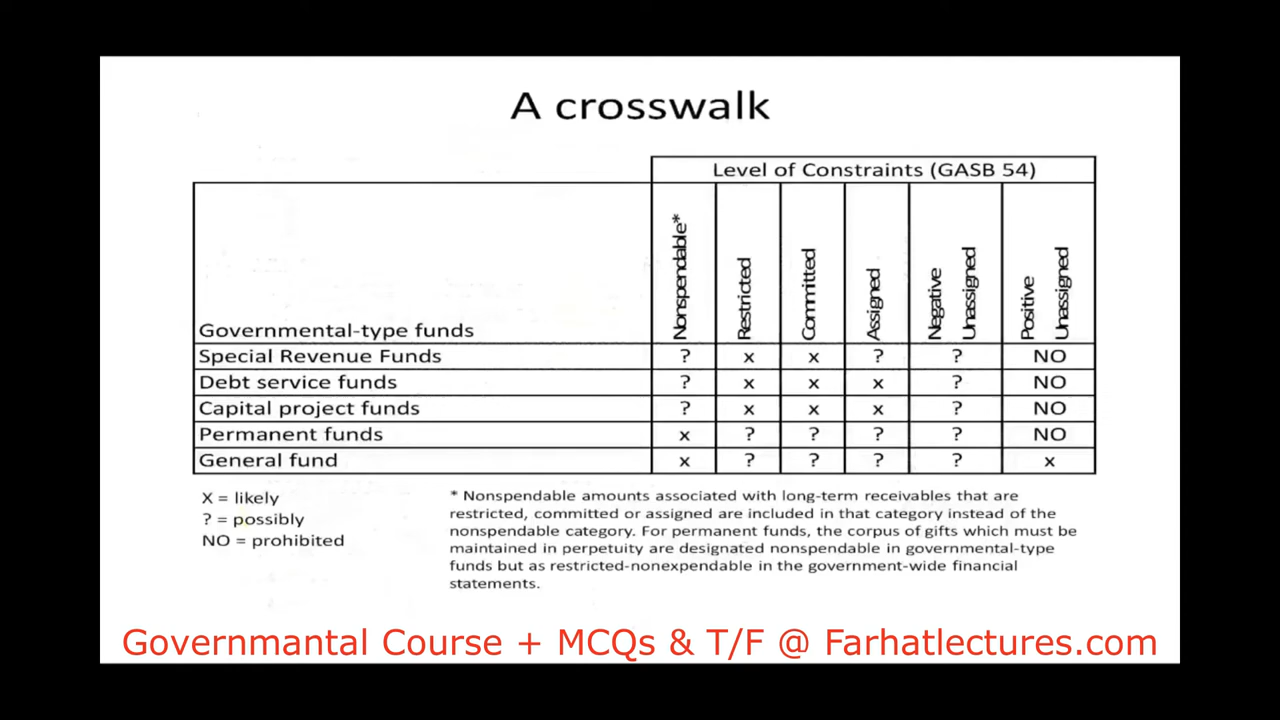 A crosswalk
Level of Constraints (GASB 54)
Governmental-type funds Nonspendable* Restricted Committed Assigned Negative Unassigned Positive Unassigned
Special Revenue Funds ? x x ? ? NO
Debt service funds ? x x x ? NO
Capital project funds ? x x x ? NO
Permanent funds x ? ? ? ? NO
General fund x ? ? ? ? x
X = likely
? = possibly
NO = prohibited
* Nonspendable amounts associated with long-term receivables that are
restricted, committed or assigned are included in that category instead of the
nonspendable category. For permanent funds, the corpus of gifts which must be
maintained in perpetuity are designated nonspendable in governmental-type
funds but as restricted-nonexpendable in the government-wide financial
statements.
Governmantal Course + MCQs & T/F @ Farhatlectures.com